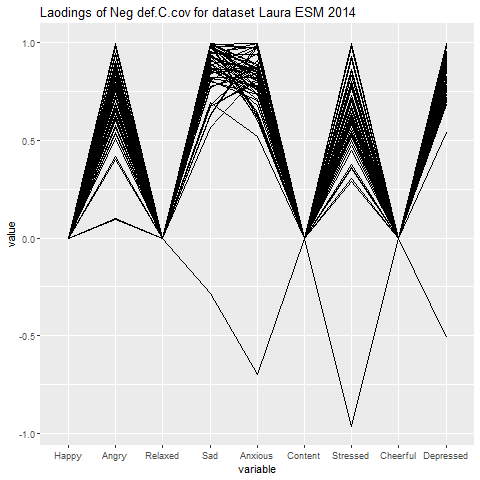 Laodings of Neg def.C.cov for dataset Laura ESM 2014
value
1.0
0.5
0.0
-0.5
-1.0
Happy Angry Relaxed Sad Anxious Content Stressed Cheerful Depressed
variable